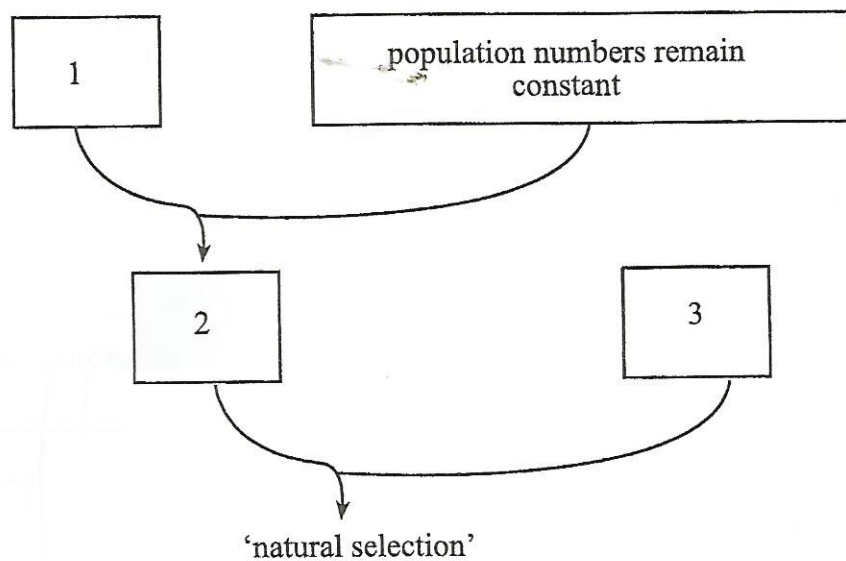 1
population numbers remain
constant
2
3
‘natural selection’